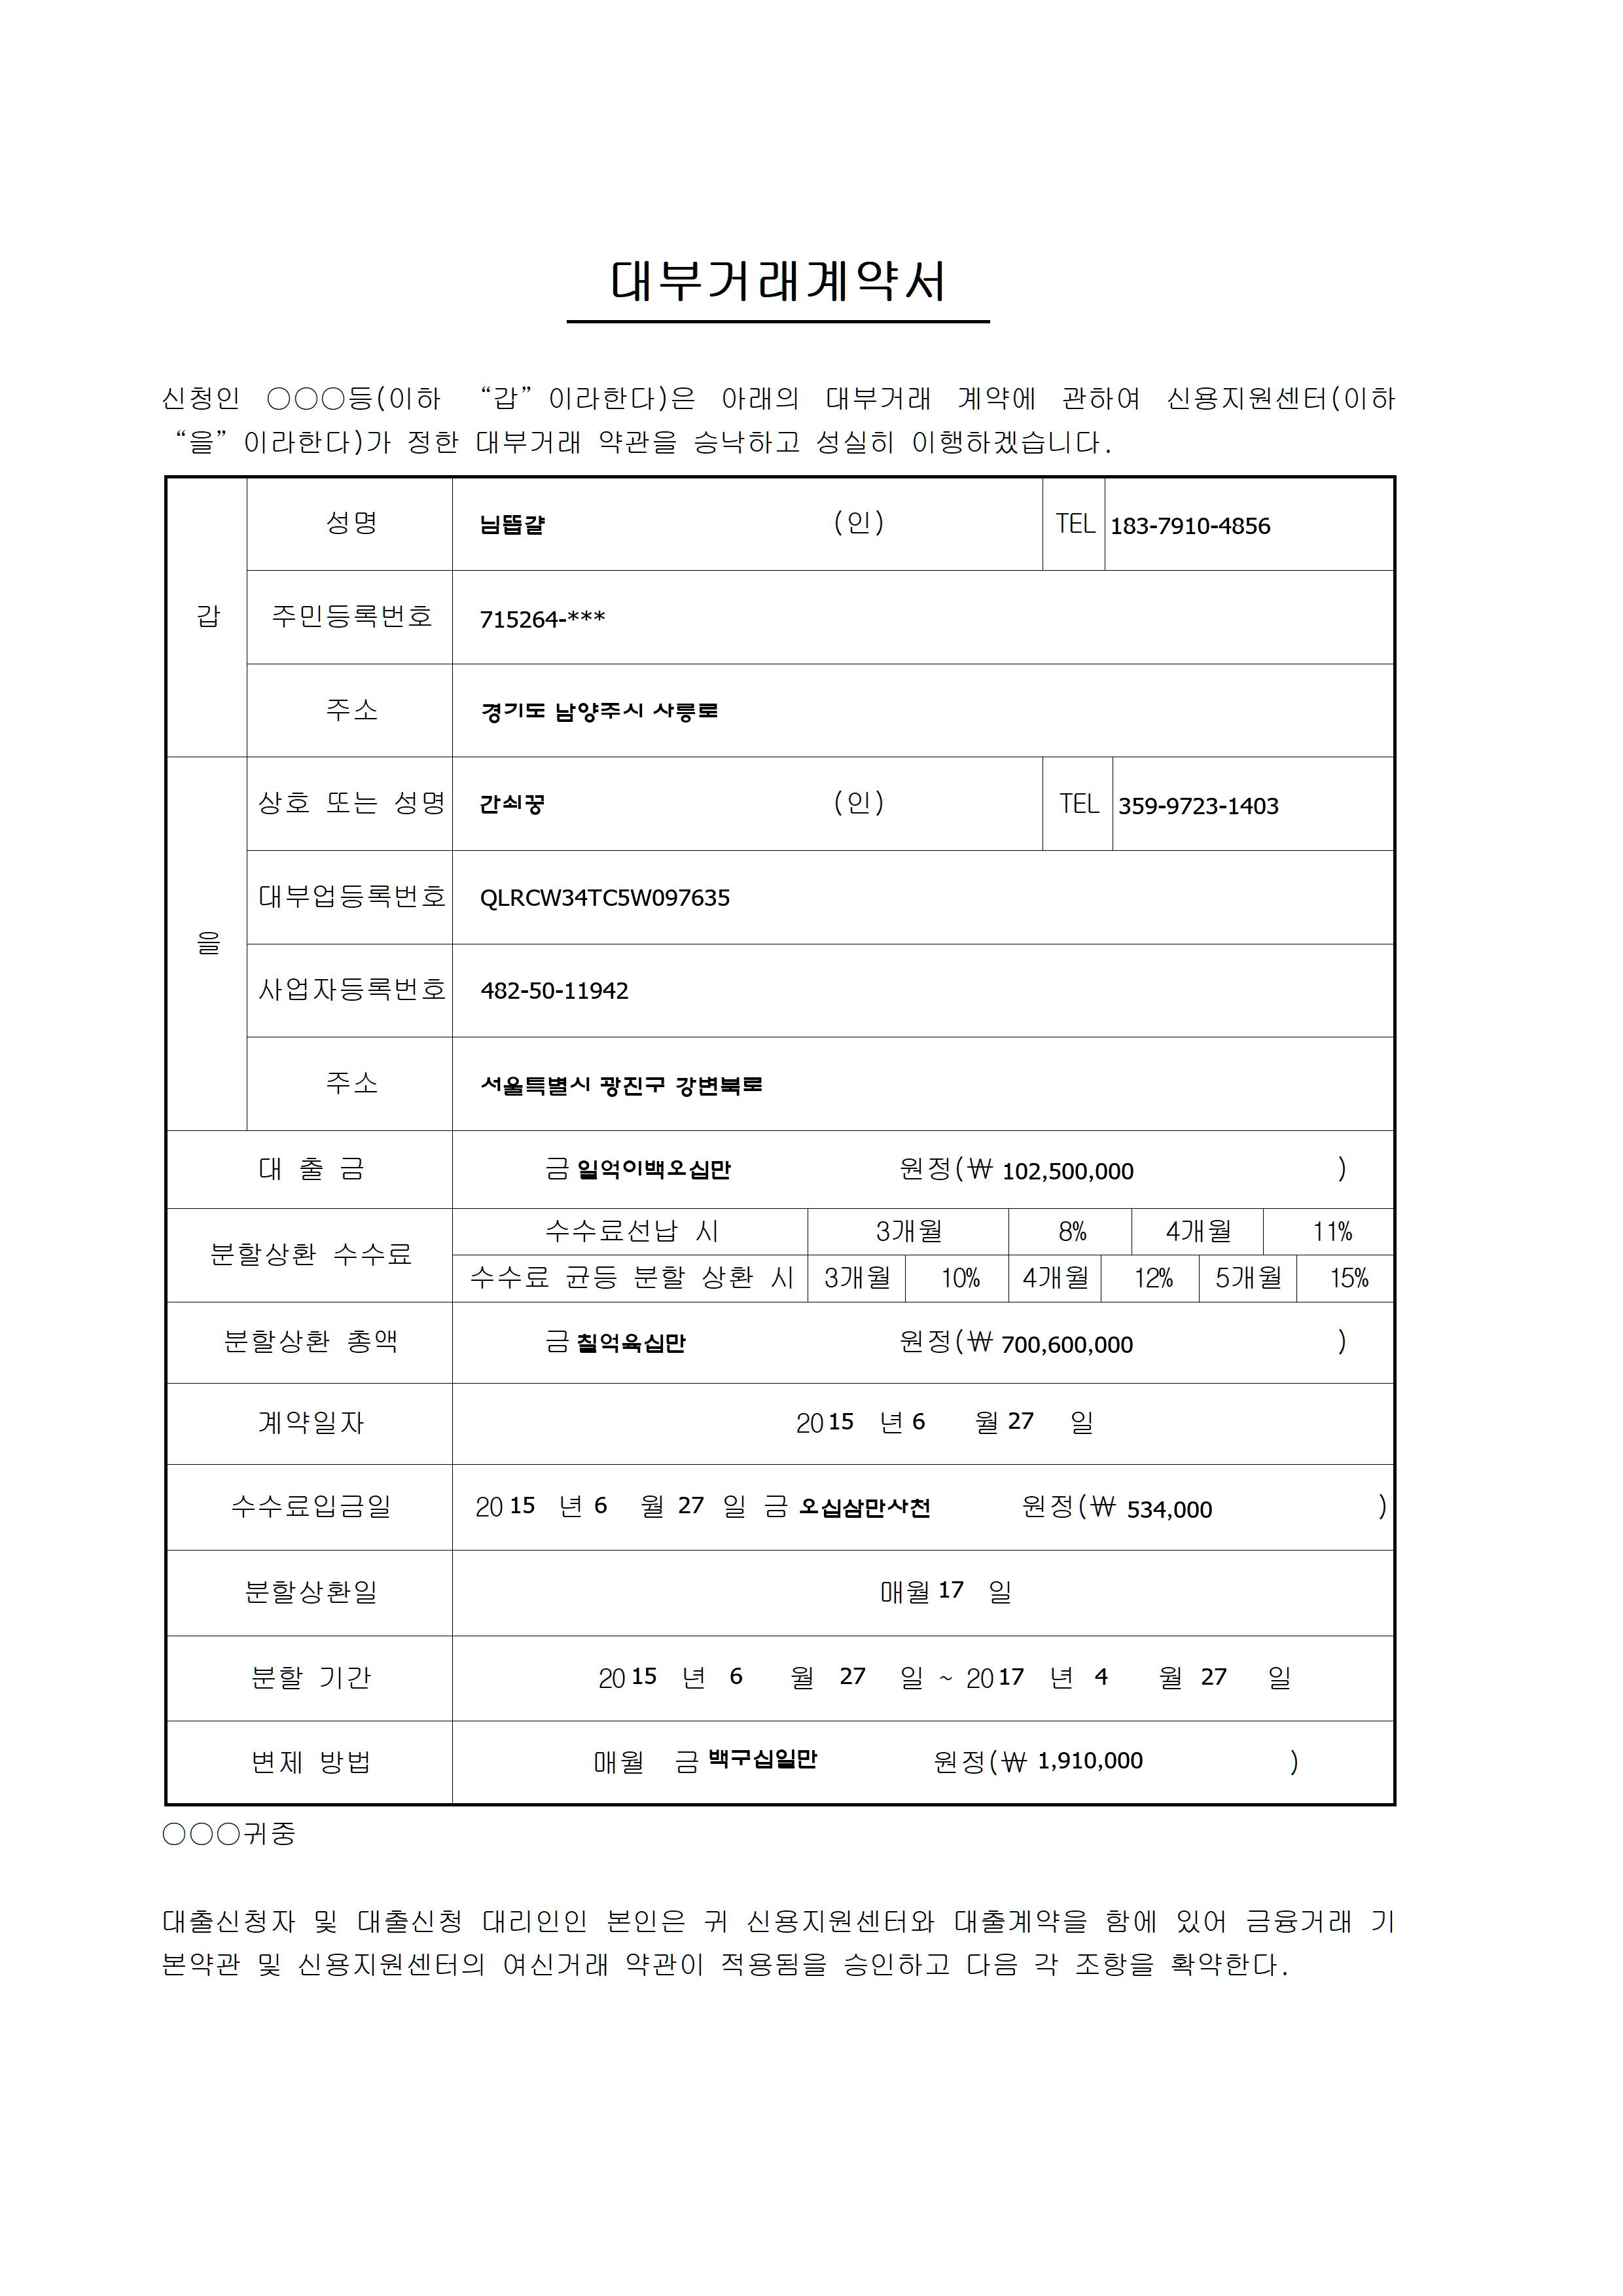 대부거래계약서
신청인 ○○○등(이하 “갑”이라한다)은 아래의 대부거래 계약에 관하여 신용지원센터(이하
“을”이라한다)가 정한 대부거래 약관을 승낙하고 성실히 이행하겠습니다.
갑
성명 님뜹걀 (인) TEL 183-7910-4856
주민등록번호 715264-***
주소 경기도 남양주시 사릉로
을
상호 또는 성명 간쇠꿍 (인) TEL 359-9723-1403
대부업등록번호 QLRCW34TC5W097635
사업자등록번호 482-50-11942
주소 서울특별시 광진구 강변북로
대 출 금 금 일억이백오십만 원정(₩ 102,500,000 )
분할상환 수수료
수수료선납 시 3개월 8% 4개월 11%
수수료 균등 분할 상환 시 3개월 10% 4개월 12% 5개월 15%
분할상환 총액 금 칠억육십만 원정(₩ 700,600,000 )
계약일자 2015 년 6 월 27 일
수수료입금일 2015 년 6 월 27 일 금 오십삼만사천 원정(₩ 534,000 )
분할상환일 매월 17 일
분할 기간 2015 년 6 월 27 일 ~ 2017 년 4 월 27 일
변제 방법 매월 금 백구십일만 원정(₩ 1,910,000 )
○○○귀중
대출신청자 및 대출신청 대리인인 본인은 귀 신용지원센터와 대출계약을 함에 있어 금융거래 기
본약관 및 신용지원센터의 여신거래 약관이 적용됨을 승인하고 다음 각 조항을 확약한다.